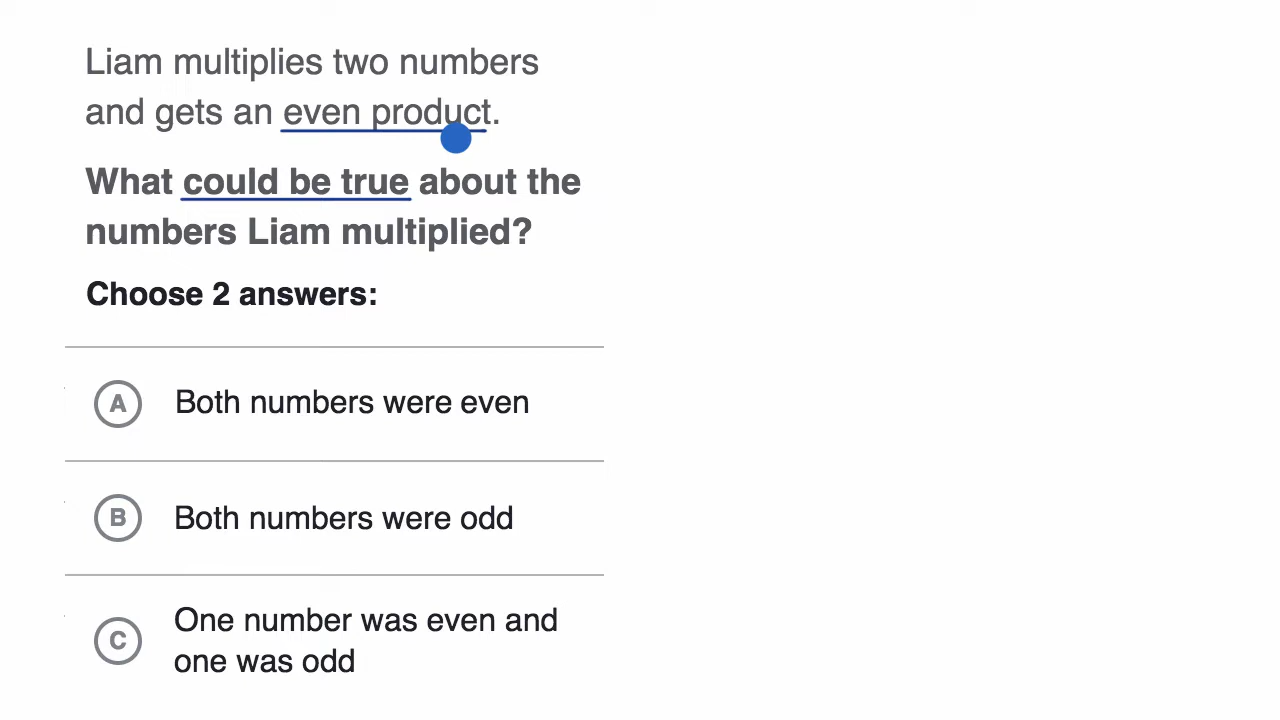 Liam multiplies two numbers
and gets an even product.
What could be true about the
numbers Liam multiplied?
Choose 2 answers:
A Both numbers were even
B Both numbers were odd
C One number was even and
one was odd